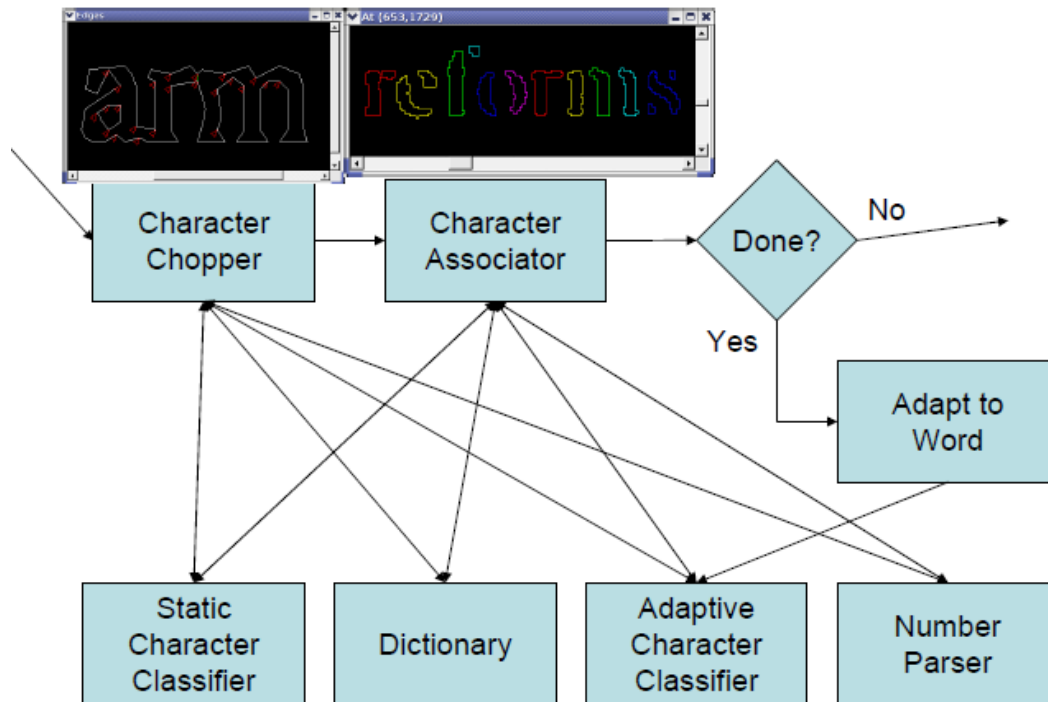 Edges
At (653,1729)
arm
reforms
Character
Chopper
Character
Associator
Done?
No
Yes
Adapt to
Word
Static
Character
Classifier
Dictionary
Adaptive
Character
Classifier
Number
Parser